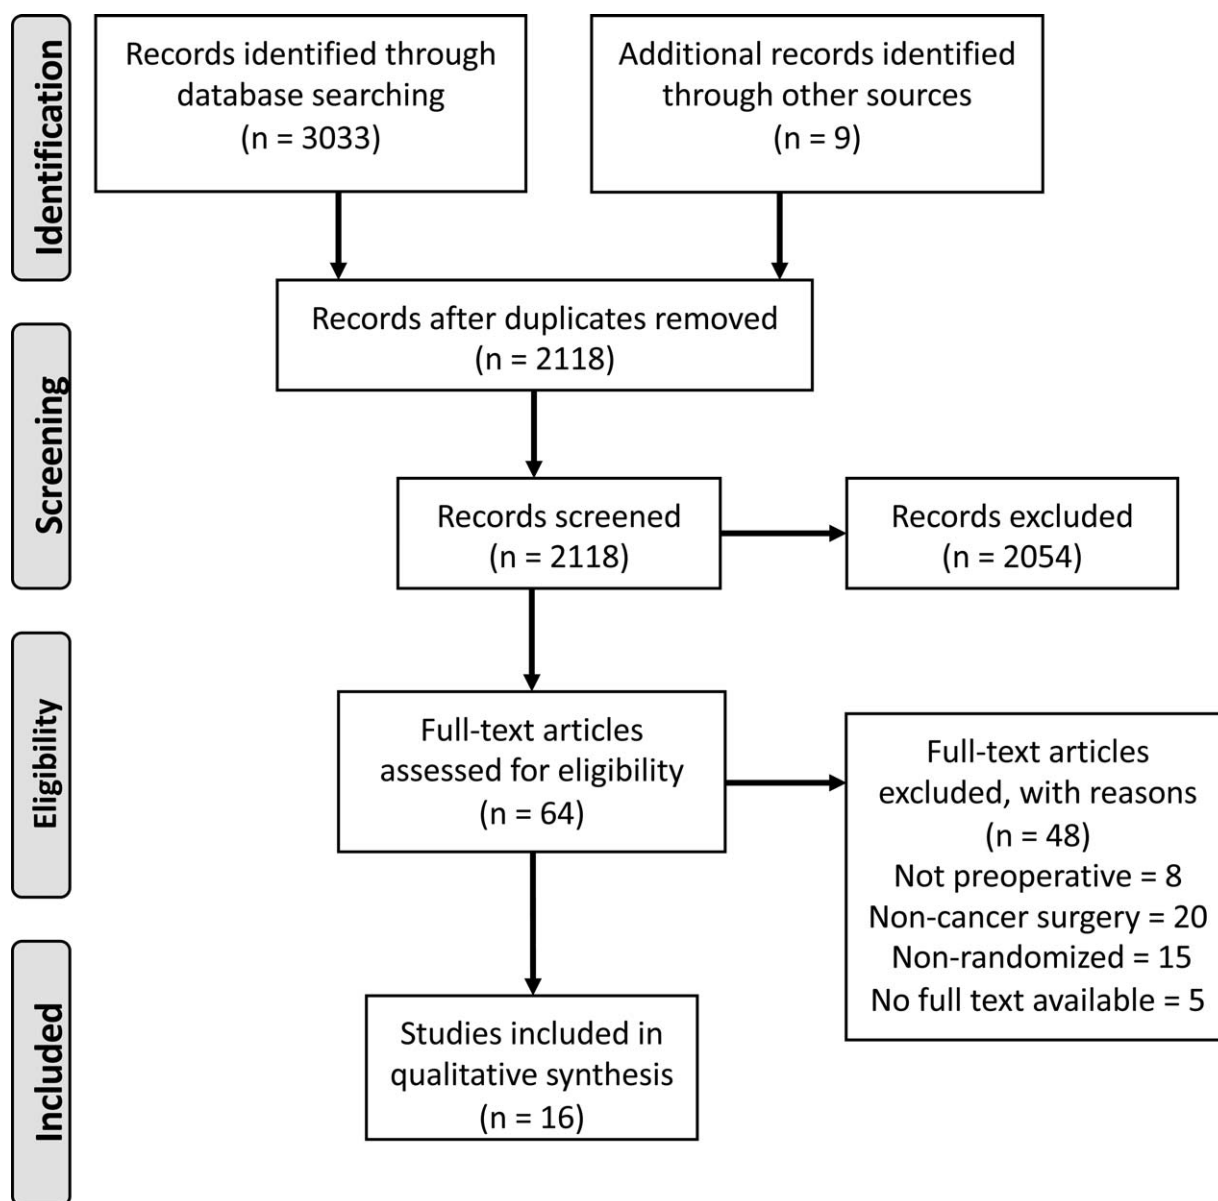 Identification
Records identified through
database searching
(n = 3033)
Additional records identified
through other sources
(n = 9)
Records after duplicates removed
(n = 2118)
Screening
Records screened
(n = 2118)
Records excluded
(n = 2054)
Eligibility
Full-text articles
assessed for eligibility
(n = 64)
Full-text articles
excluded, with reasons
(n = 48)
Not preoperative = 8
Non-cancer surgery = 20
Non-randomized = 15
No full text available = 5
Included
Studies included in
qualitative synthesis
(n = 16)